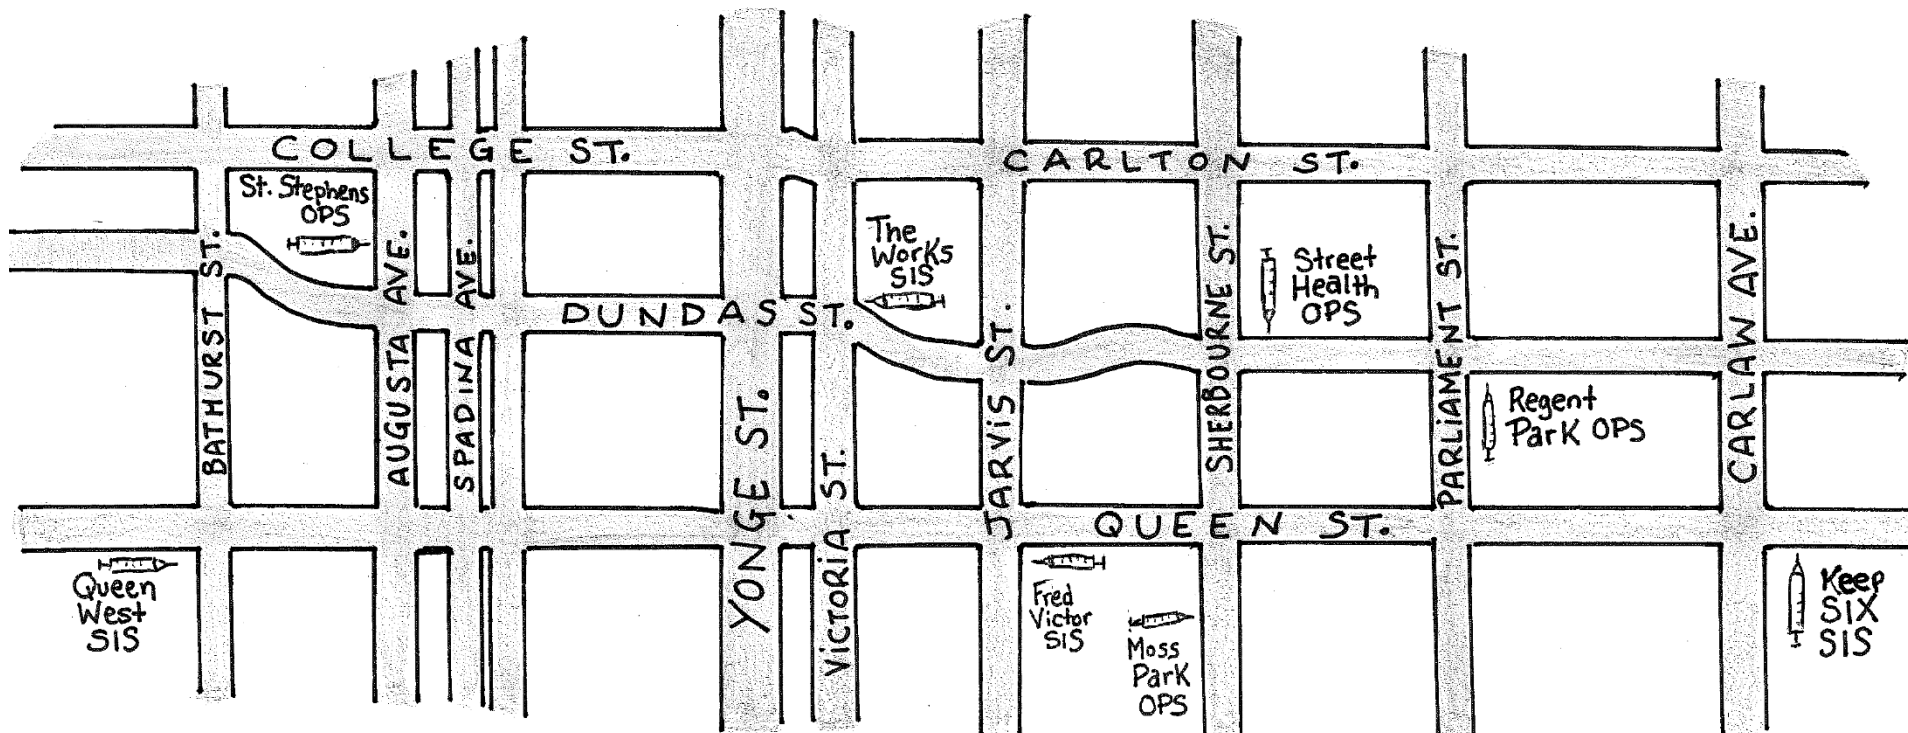 COLLEGE ST.
CARLTON ST.
St. Stephens
OPS
The
Works
SIS
Street
Health
OPS
DUNDAS ST.
BATHURST ST.
AUGUSTA AVE.
SPADINA AVE.
YONGE ST.
VICTORIA ST.
JARVIS ST.
SHERBOURNE ST.
PARLIAMENT ST.
CARLAW AVE.
Regent
Park OPS
QUEEN ST.
Queen
West
SIS
Fred
Victor
SIS
Moss
Park
OPS
Keep
SIX
SIS